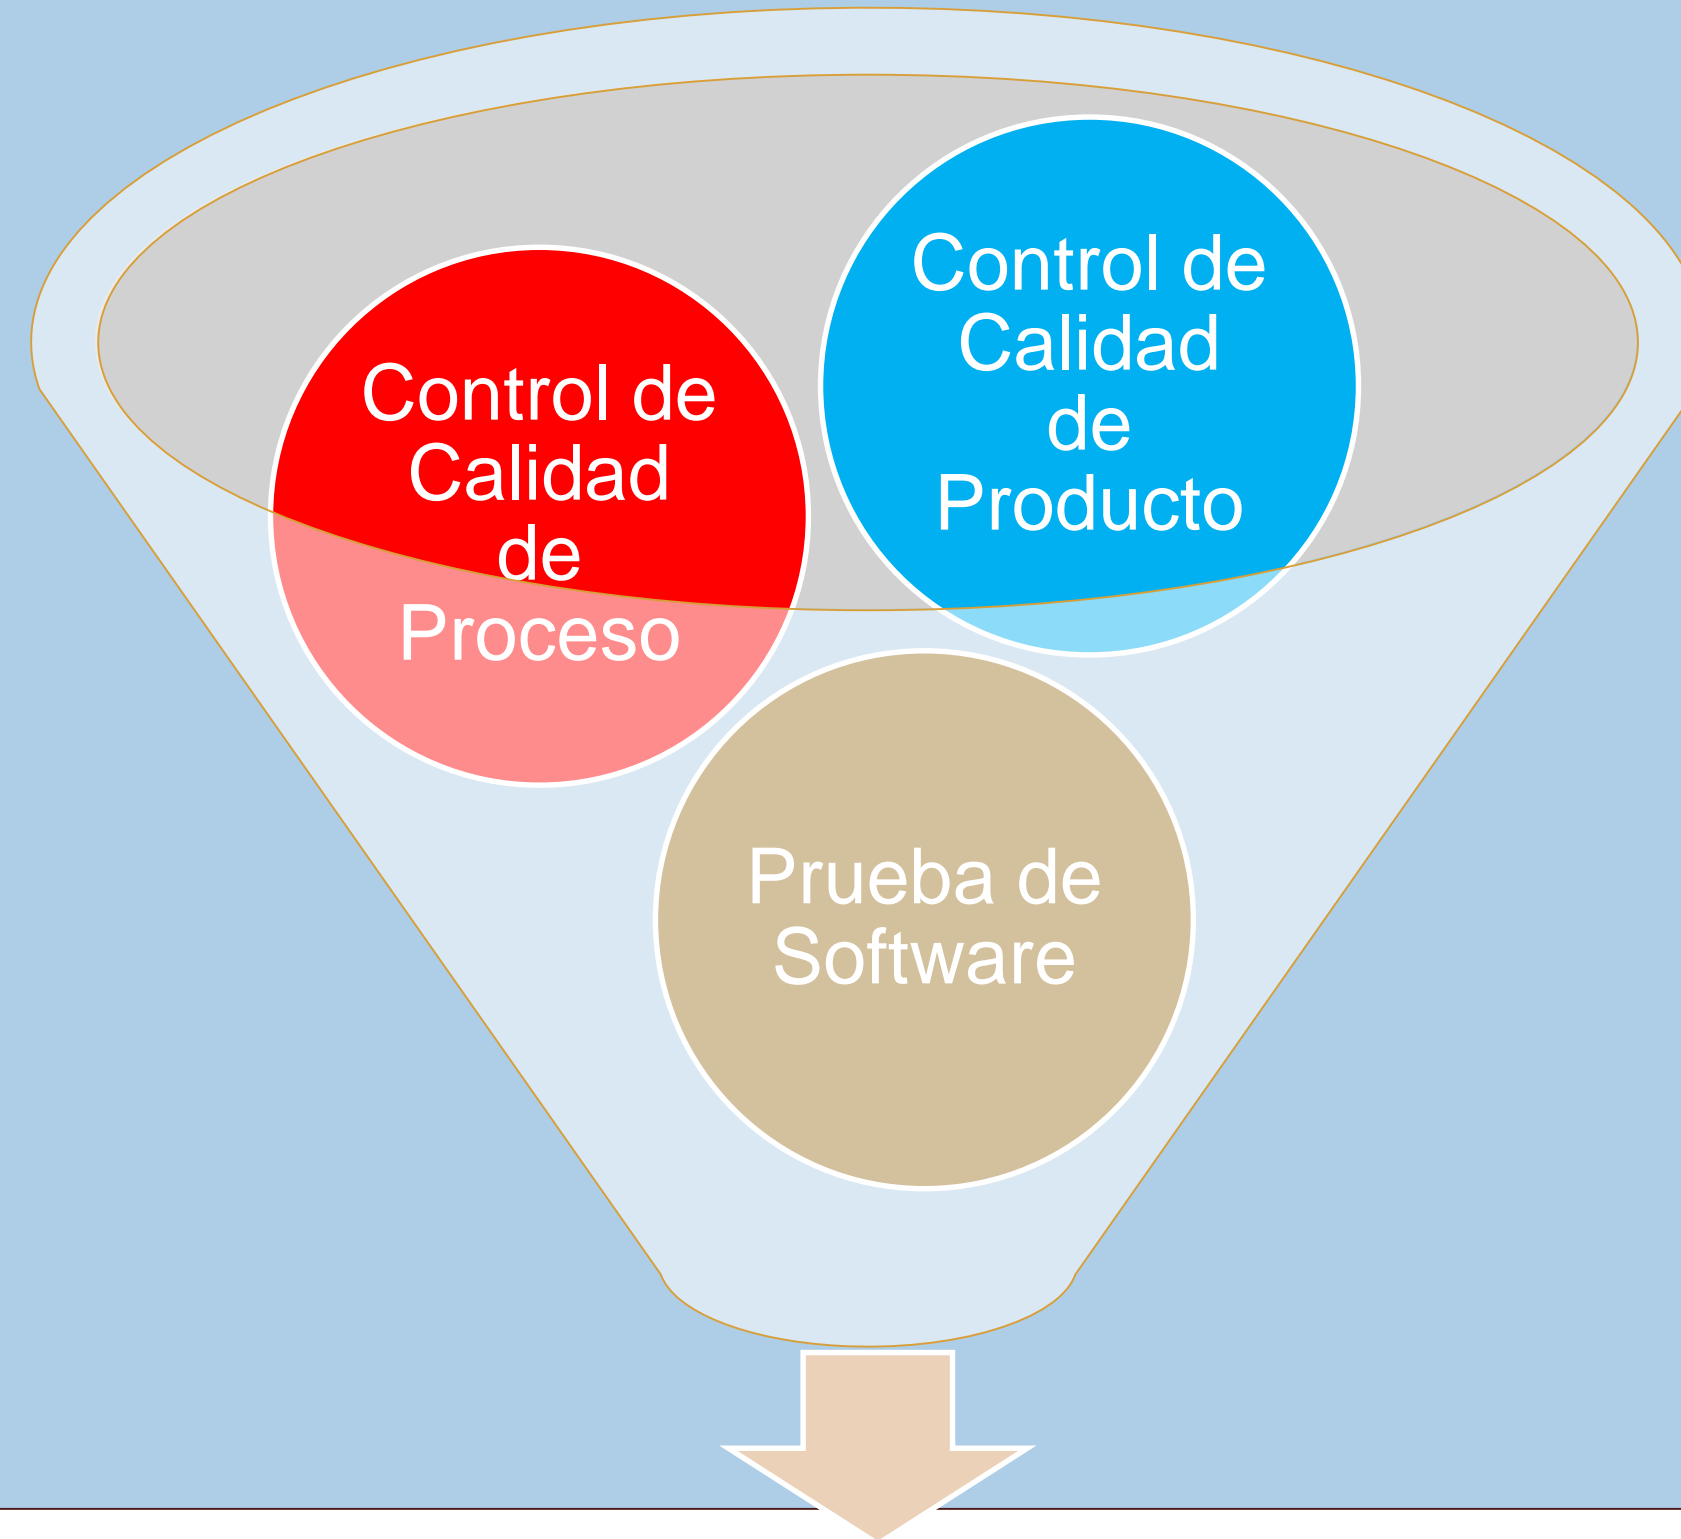 Control de
Calidad
de
Proceso
Control de
Calidad
de
Producto
Prueba de
Software